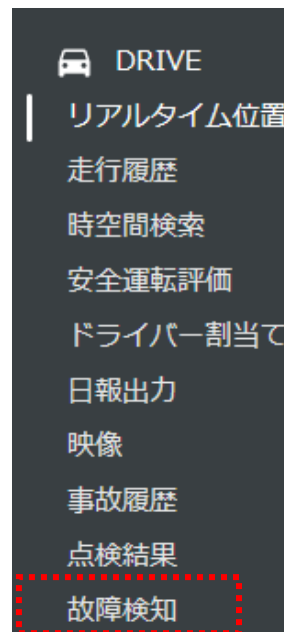 DRIVE
リアルタイム位置
走行履歴
時空間検索
安全運転評価
ドライバー割当て
日報出力
映像
事故履歴
点検結果
故障検知